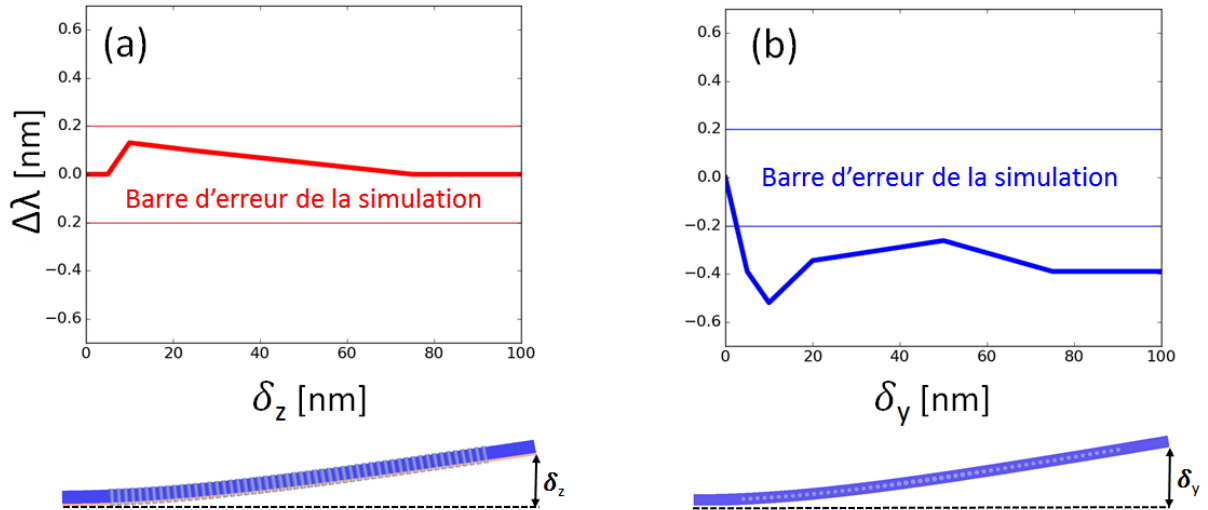 (a)
0.6
0.4
0.2
0.0
0.2
−0.4
−0.6
Δλ [nm]
Barre d'erreur de la simulation
0 20 40 60 80 100
δz [nm]
δz
(b)
0.6
0.4
0.2
0.0
−0.2
−0.4
−0.6
Barre d'erreur de la simulation
0 20 40 60 80 100
δy [nm]
δy